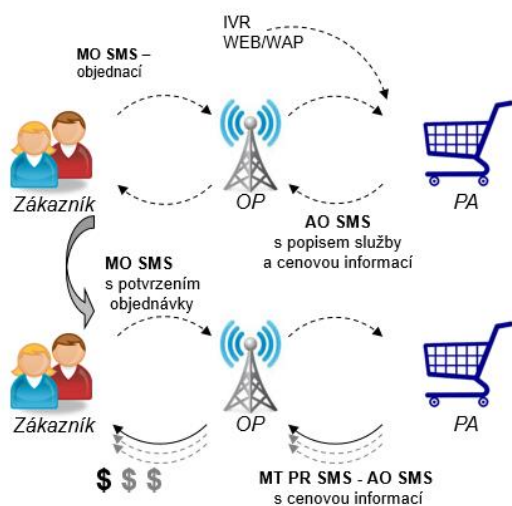 IVR
WEB/WAP
MO SMS –
objednací
Zákazník
OP
PA
AO SMS
s popisem služby
a cenovou informací
MO SMS
s potvrzením
objednávky
Zákazník
OP
PA
$ $ $
MT PR SMS - AO SMS
s cenovou informací